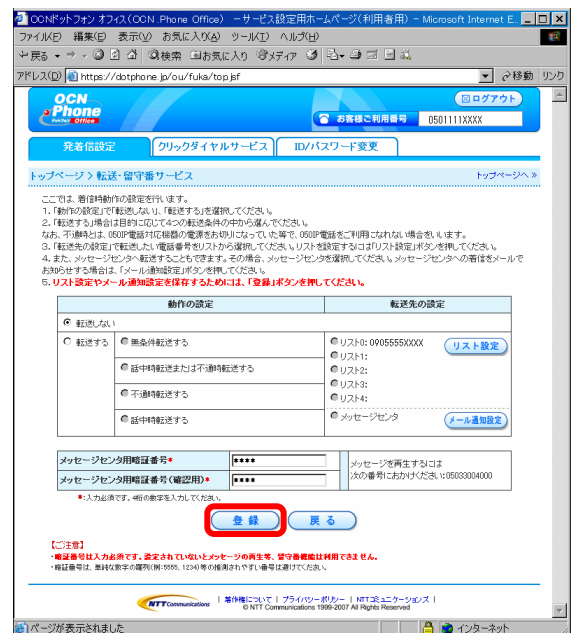 OCNドットフォン オフィス(OCN .Phone Office) －サービス設定用ホームページ(利用者用) - Microsoft Internet E...
ファイル(F) 編集(E) 表示(V) お気に入り(A) ツール(T) ヘルプ(H)
戻る 検索 お気に入り メディア
アドレス(D) https://dotphone.jp/ou/fuka/top.jsf 移動 リンク
OCN
.Phone
Office
ログアウト
お客様ご利用番号 0501111XXXX
発着信設定 クリックダイヤルサービス ID/パスワード変更
トップページ > 転送・留守番サービス トップページへ »
ここでは、着信時動作の設定を行います。
1.「動作の設定」で「転送しない」、「転送する」を選択してください。
2.「転送する」場合は目的に応じて4つの転送条件の中から選んでください。
なお、不通時とは、050IP電話対応機器の電源をお切りになっていた等で、050IP電話をご利用になれない場合をいいます。
3.「転送先の設定」で転送したい電話番号をリストから選択してください。リストを設定するには「リスト設定」ボタンを押してください。
4.また、メッセージセンタへ転送することもできます。その場合、メッセージセンタを選択してください。メッセージセンタへの着信をメールで
お知らせする場合は、「メール通知設定」ボタンを押してください。
5.リスト設定やメール通知設定を保存するためには、「登録」ボタンを押してください。
動作の設定 転送先の設定
転送しない
転送する 無条件転送する
話中時転送または不通時転送する
不通時転送する
話中時転送する
リスト0: 0905555XXXX リスト設定
リスト1:
リスト2:
リスト3:
リスト4:
メッセージセンタ メール通知設定
メッセージセンタ用暗証番号* ****
メッセージセンタ用暗証番号(確認用)* ****
メッセージを再生するには
次の番号におかけください:05033004000
*:入力必須です。4桁の数字を入力してください。
登録 戻る
【ご注意】
・暗証番号は入力必須です。設定されていないとメッセージの再生等、留守番機能は利用できません。
・暗証番号は、単純な数字の羅列(例:5555, 1234)等の推測されやすい番号は避けてください。
NTT Communications | 著作権について | プライバシーポリシー | NTTコミュニケーションズ |
© NTT Communications 1999-2007 All Rights Reserved
ページが表示されました インターネット